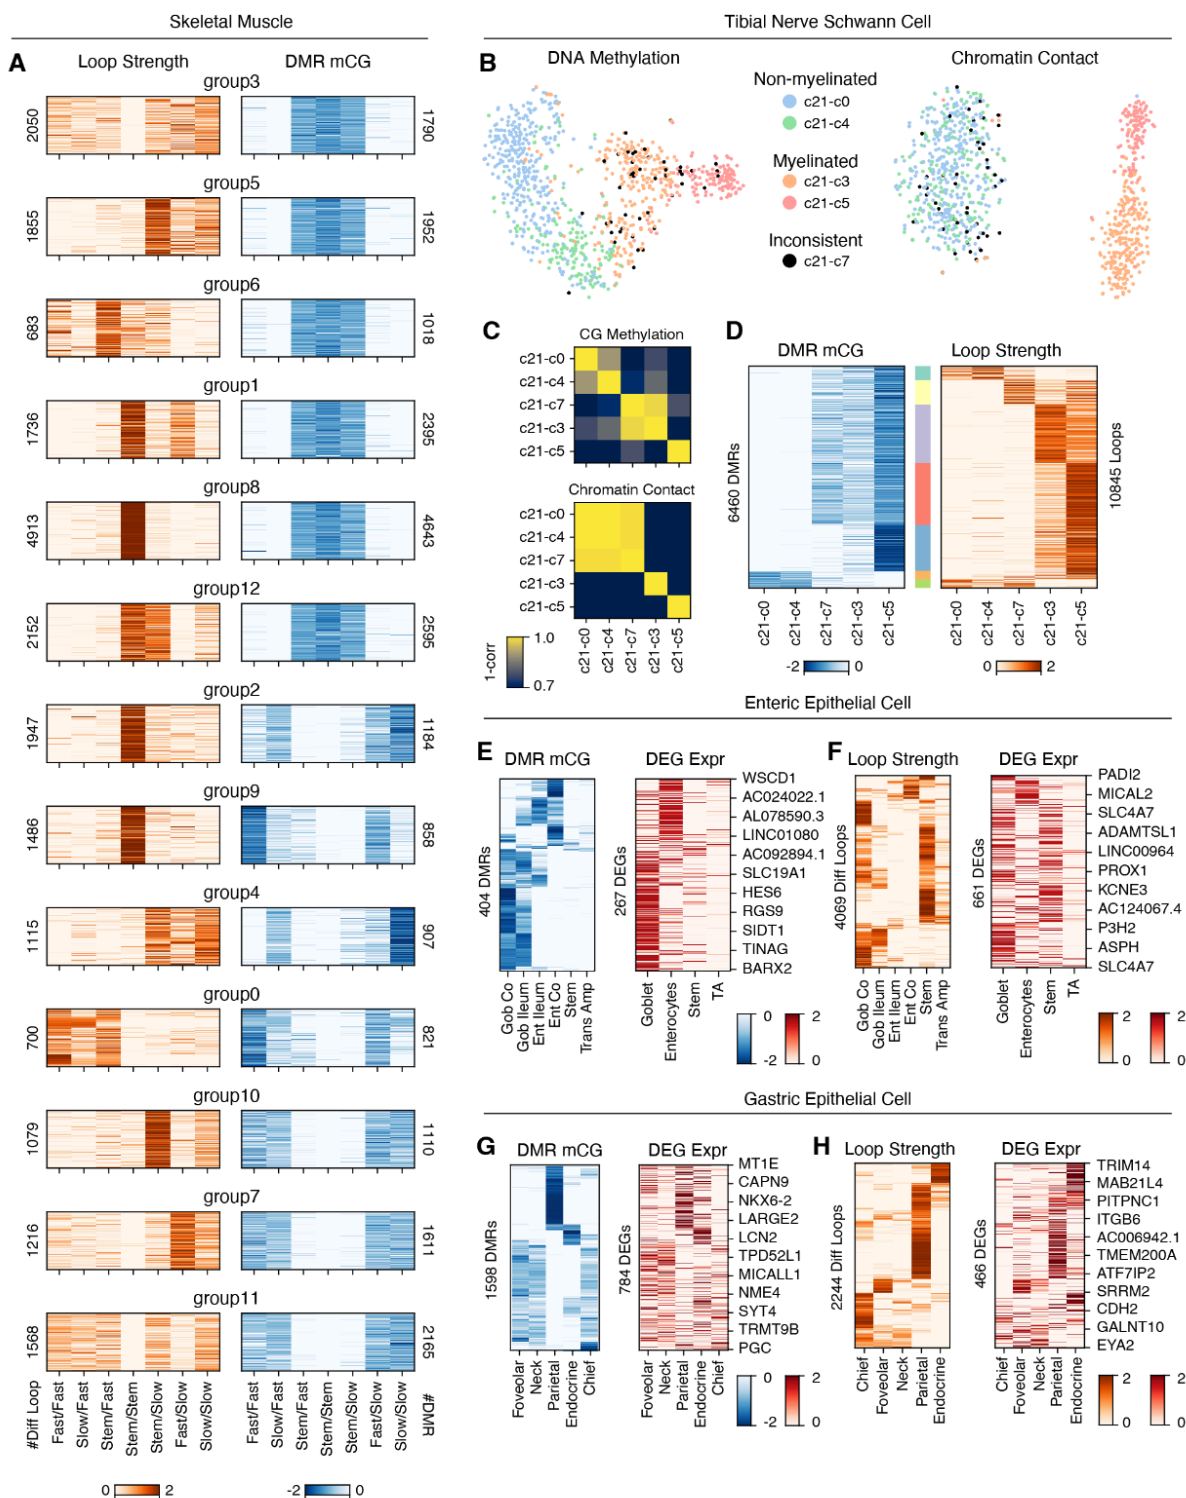 Skeletal Muscle
Tibal Nerve Schwann Cell
A
Loop Strength
DMR mCG
group3
2050
1790
group5
1855
1952
group6
683
1018
group1
1736
2395
group8
4913
4643
group12
2152
2595
group2
1947
1184
group9
1486
858
group4
1115
907
group0
700
821
group10
1079
1110
group7
1216
1611
group11
1568
2165
#Diff Loop
Fast/Fast
Slow/Fast
Stem/Fast
Stem/Stem
Stem/Slow
Fast/Slow
Slow/Slow
Fast/Fast
Slow/Fast
Stem/Fast
Stem/Stem
Stem/Slow
Fast/Slow
Slow/Slow
#DMR
0 2
-2 0
B
DNA Methylation
Non-myelinated
c21-c0
c21-c4
Myelinated
c21-c3
c21-c5
Inconsistent
c21-c7
Chromatin Contact
C
CG Methylation
c21-c0
c21-c4
c21-c7
c21-c3
c21-c5
Chromatin Contact
c21-c0
c21-c4
c21-c7
c21-c3
c21-c5
c21-c0
c21-c4
c21-c7
c21-c3
c21-c5
1-corr
1.0
0.7
D
DMR mCG
Loop Strength
6460 DMRs
10845 Loops
c21-c0
c21-c4
c21-c7
c21-c3
c21-c5
c21-c0
c21-c4
c21-c7
c21-c3
c21-c5
-2 0
0 2
Enteric Epithelial Cell
E
DMR mCG
DEG Expr
404 DMRs
267 DEGs
WSCD1
AC024022.1
AL078590.3
LINC01080
AC092894.1
SLC19A1
HES6
RGS9
SIDT1
TINAG
BARX2
Gob Co
Gob Ileum
Ent Ileum
Ent Co
Stem
Trans Amp
Goblet
Enterocytes
Stem
TA
0 2
-2 0
F
Loop Strength
DEG Expr
4069 Diff Loops
661 DEGs
PADI2
MICAL2
SLC4A7
ADAMTSL1
LINC00964
PROX1
KCNE3
AC124067.4
P3H2
ASPH
SLC4A7
Gob Co
Gob Ileum
Ent Ileum
Ent Co
Stem
Trans Amp
Goblet
Enterocytes
Stem
TA
2 2
0 0
Gastric Epithelial Cell
G
DMR mCG
DEG Expr
1598 DMRs
784 DEGs
MT1E
CAPN9
NKX6-2
LARGE2
LCN2
TPD52L1
MICALL1
NME4
SYT4
TRMT9B
PGC
Foveolar
Neck
Parietal
Endocrine
Chief
Foveolar
Neck
Parietal
Endocrine
Chief
0 2
-2 0
H
Loop Strength
DEG Expr
2244 Diff Loops
466 DEGs
TRIM14
MAB21L4
PITPNC1
ITGB6
AC006942.1
TMEM200A
ATF7IP2
SRRM2
CDH2
GALNT10
EYA2
Chief
Foveolar
Neck
Parietal
Endocrine
Chief
Foveolar
Neck
Parietal
Endocrine
2 2
0 0